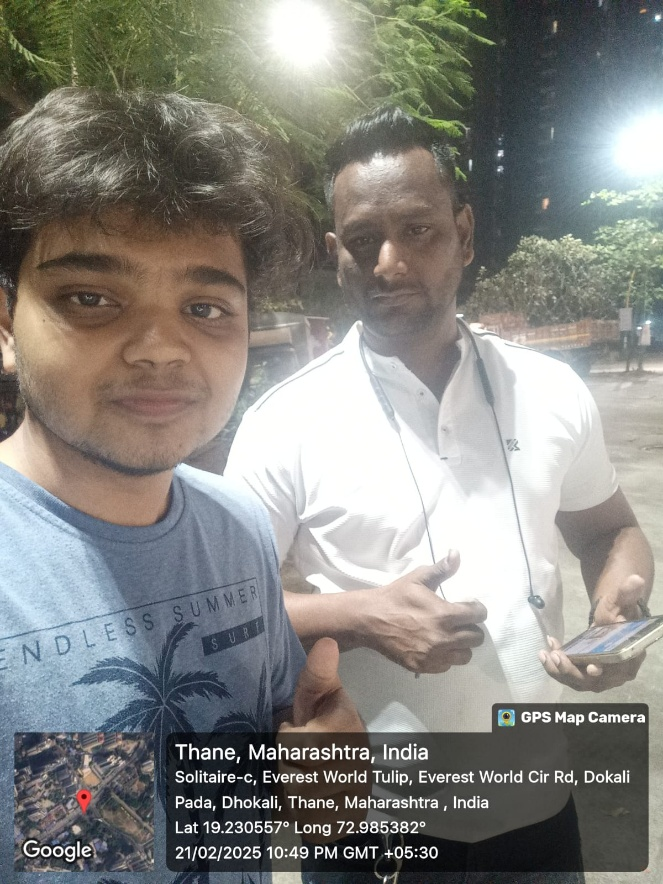 ENDLESS SUMMER
SURF
GPS Map Camera
Thane, Maharashtra, India
Solitaire-c, Everest World Tulip, Everest World Cir Rd, Dokali
Pada, Dhokali, Thane, Maharashtra , India
Lat 19.230557° Long 72.985382°
21/02/2025 10:49 PM GMT +05:30
Google